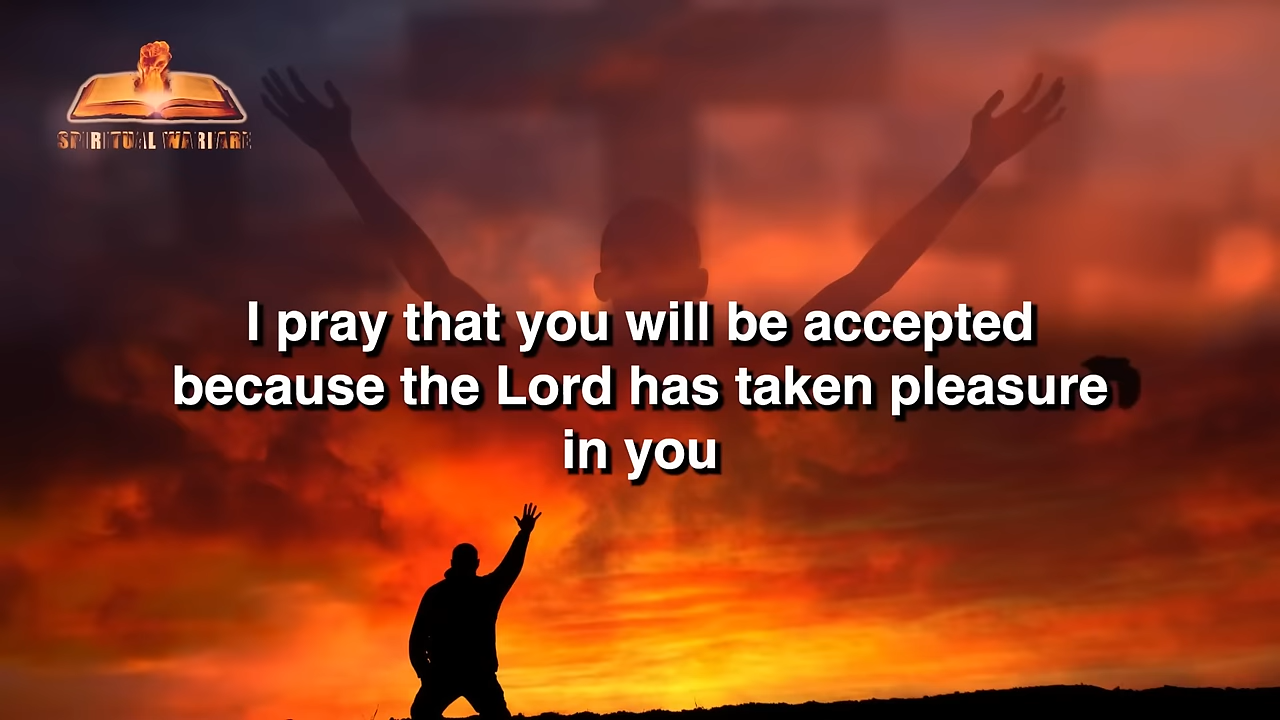 SPIRITUAL WARFARE
I pray that you will be accepted
because the Lord has taken pleasure
in you